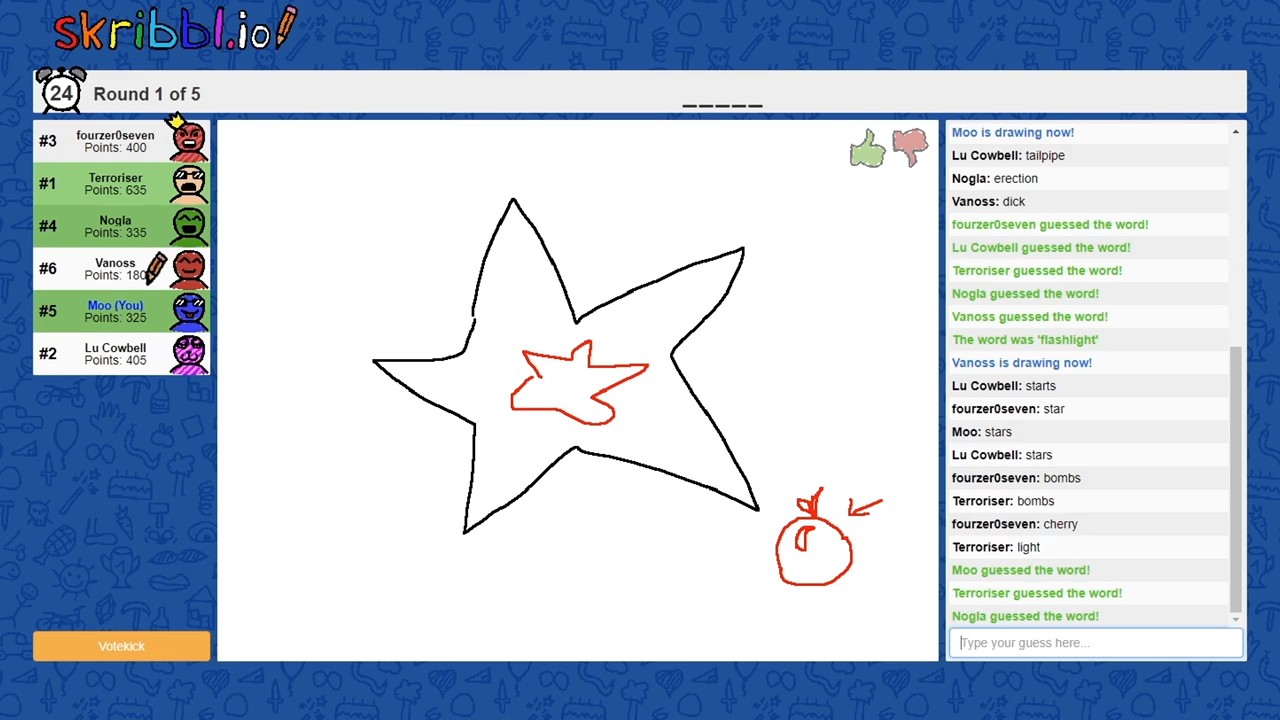 skribbl.io
24
Round 1 of 5
_____
#3 fourzer0seven
Points: 400
#1 Terroriser
Points: 635
#4 Nogla
Points: 335
#6 Vanoss
Points: 180
#5 Moo (You)
Points: 325
#2 Lu Cowbell
Points: 405
Votekick
Moo is drawing now!
Lu Cowbell: tailpipe
Nogla: erection
Vanoss: dick
fourzer0seven guessed the word!
Lu Cowbell guessed the word!
Terroriser guessed the word!
Nogla guessed the word!
Vanoss guessed the word!
The word was 'flashlight'
Vanoss is drawing now!
Lu Cowbell: starts
fourzer0seven: star
Moo: stars
Lu Cowbell: stars
fourzer0seven: bombs
Terroriser: bombs
fourzer0seven: cherry
Terroriser: light
Moo guessed the word!
Terroriser guessed the word!
Nogla guessed the word!
Type your guess here...